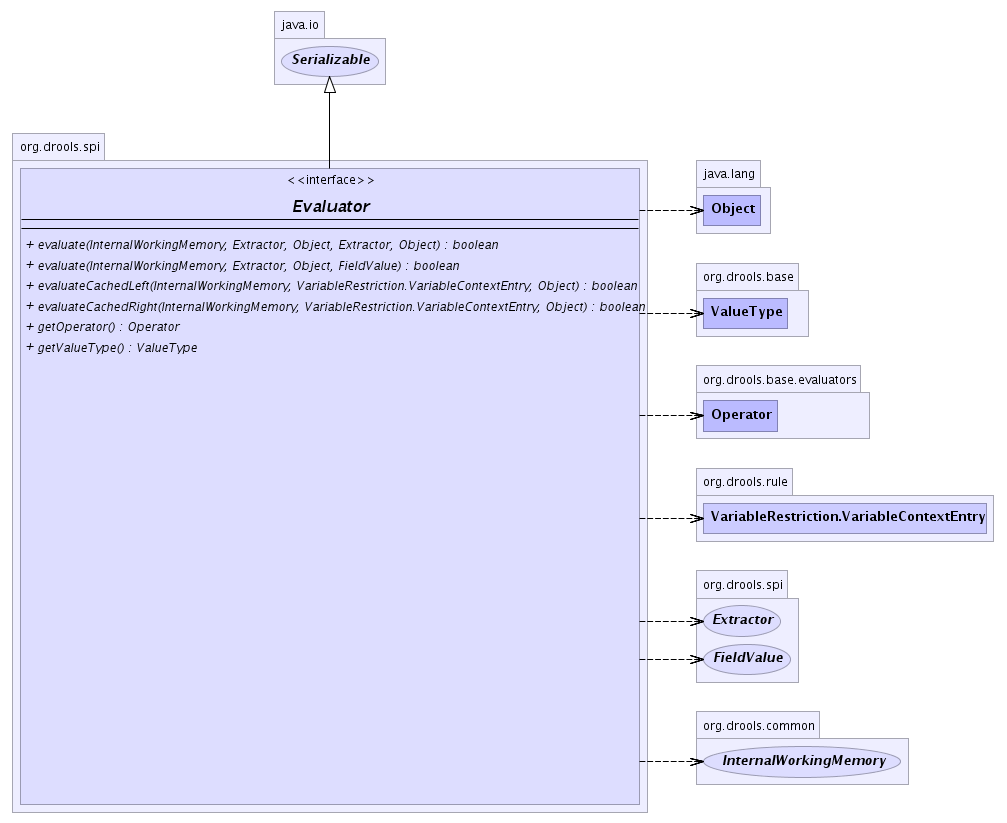 java.io
Serializable
org.drools.spi
<<interface>>
Evaluator
+ evaluate(InternalWorkingMemory, Extractor, Object, Extractor, Object) : boolean
+ evaluate(InternalWorkingMemory, Extractor, Object, FieldValue) : boolean
+ evaluateCachedLeft(InternalWorkingMemory, VariableRestriction.VariableContextEntry, Object) : boolean
+ evaluateCachedRight(InternalWorkingMemory, VariableRestriction.VariableContextEntry, Object) : boolean
+ getOperator() : Operator
+ getValueType() : ValueType
java.lang
Object
org.drools.base
ValueType
org.drools.base.evaluators
Operator
org.drools.rule
VariableRestriction.VariableContextEntry
org.drools.spi
Extractor
FieldValue
org.drools.common
InternalWorkingMemory